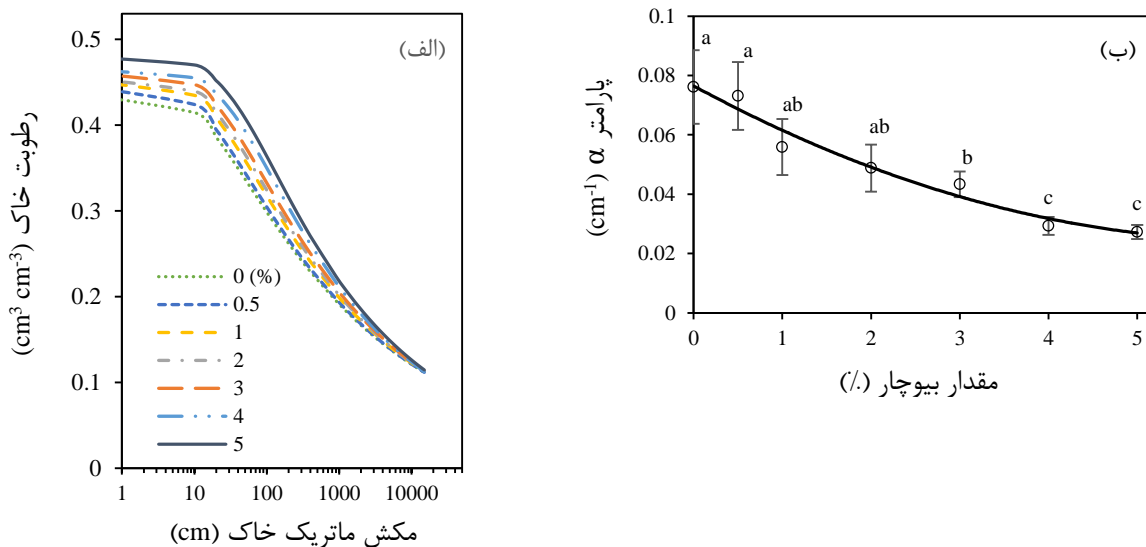 (الف)
رطوبت خاک (cm³ cm⁻³)
0.5
0.4
0.3
0.2
0.1
0
0 (%)
0.5
1
2
3
4
5
1 10 100 1000 10000
مکش ماتریک خاک (cm)
(ب)
پارامتر α (cm⁻¹)
0.1
0.08
0.06
0.04
0.02
0
a a ab ab b c c
0 1 2 3 4 5
مقدار بیوچار (٪)